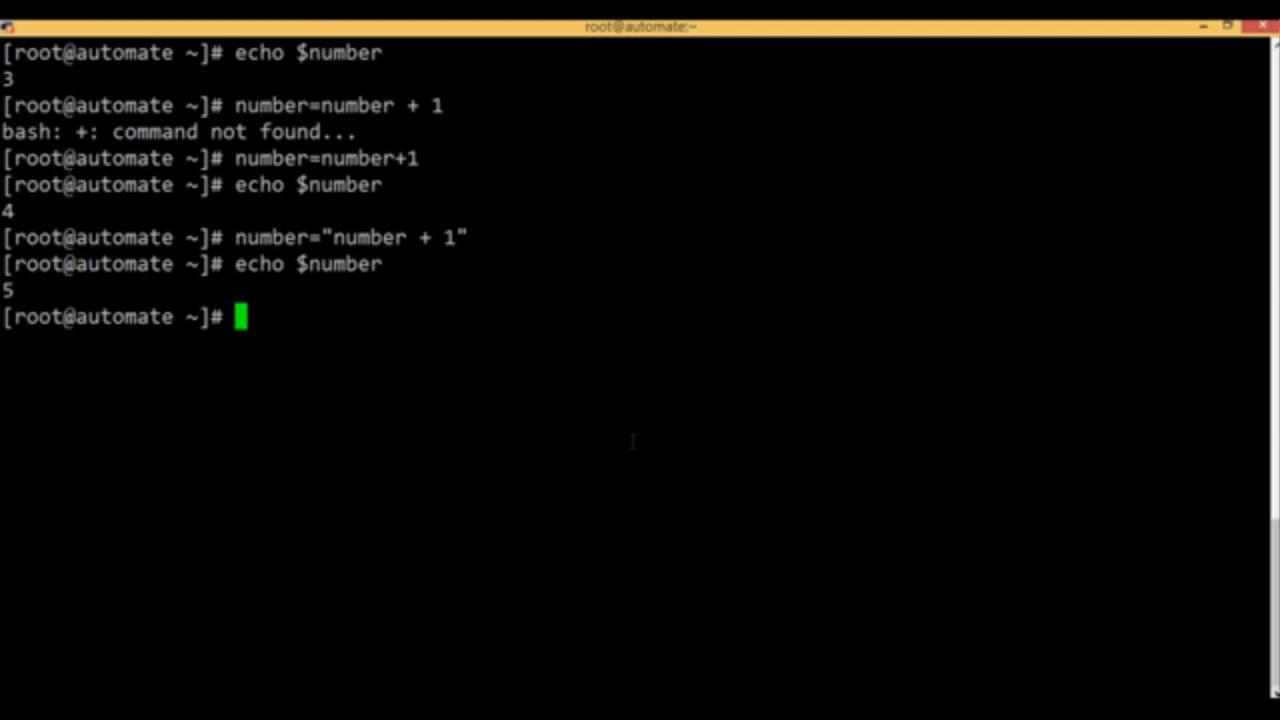 root@automate:~
[root@automate ~]# echo $number
3
[root@automate ~]# number=number + 1
bash: +: command not found...
[root@automate ~]# number=number+1
[root@automate ~]# echo $number
4
[root@automate ~]# number="number + 1"
[root@automate ~]# echo $number
5
[root@automate ~]#